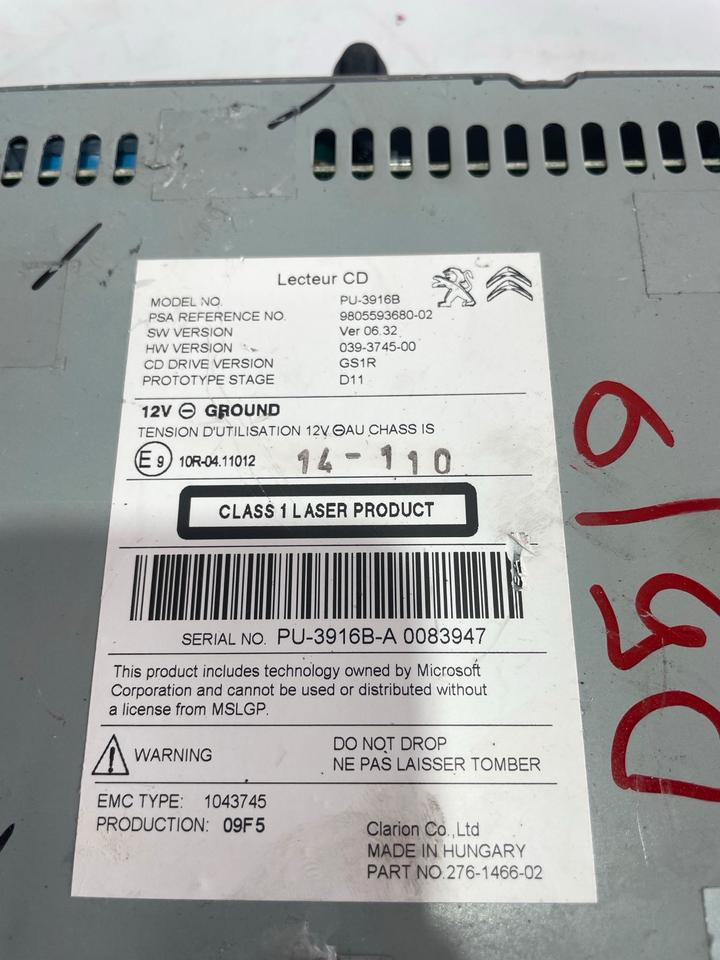 Lecteur CD
MODEL NO. PU-3916B
PSA REFERENCE NO. 9805593680-02
SW VERSION Ver 06.32
HW VERSION 039-3745-00
CD DRIVE VERSION GS1R
PROTOTYPE STAGE D11
12V ⊖ GROUND
TENSION D'UTILISATION 12V ⊖AU CHASS IS
E9 10R-04.11012 14-110
CLASS 1 LASER PRODUCT
SERIAL NO. PU-3916B-A 0083947
This product includes technology owned by Microsoft
Corporation and cannot be used or distributed without
a license from MSLGP.
WARNING DO NOT DROP
NE PAS LAISSER TOMBER
EMC TYPE: 1043745
PRODUCTION: 09F5
Clarion Co.,Ltd
MADE IN HUNGARY
PART NO.276-1466-02